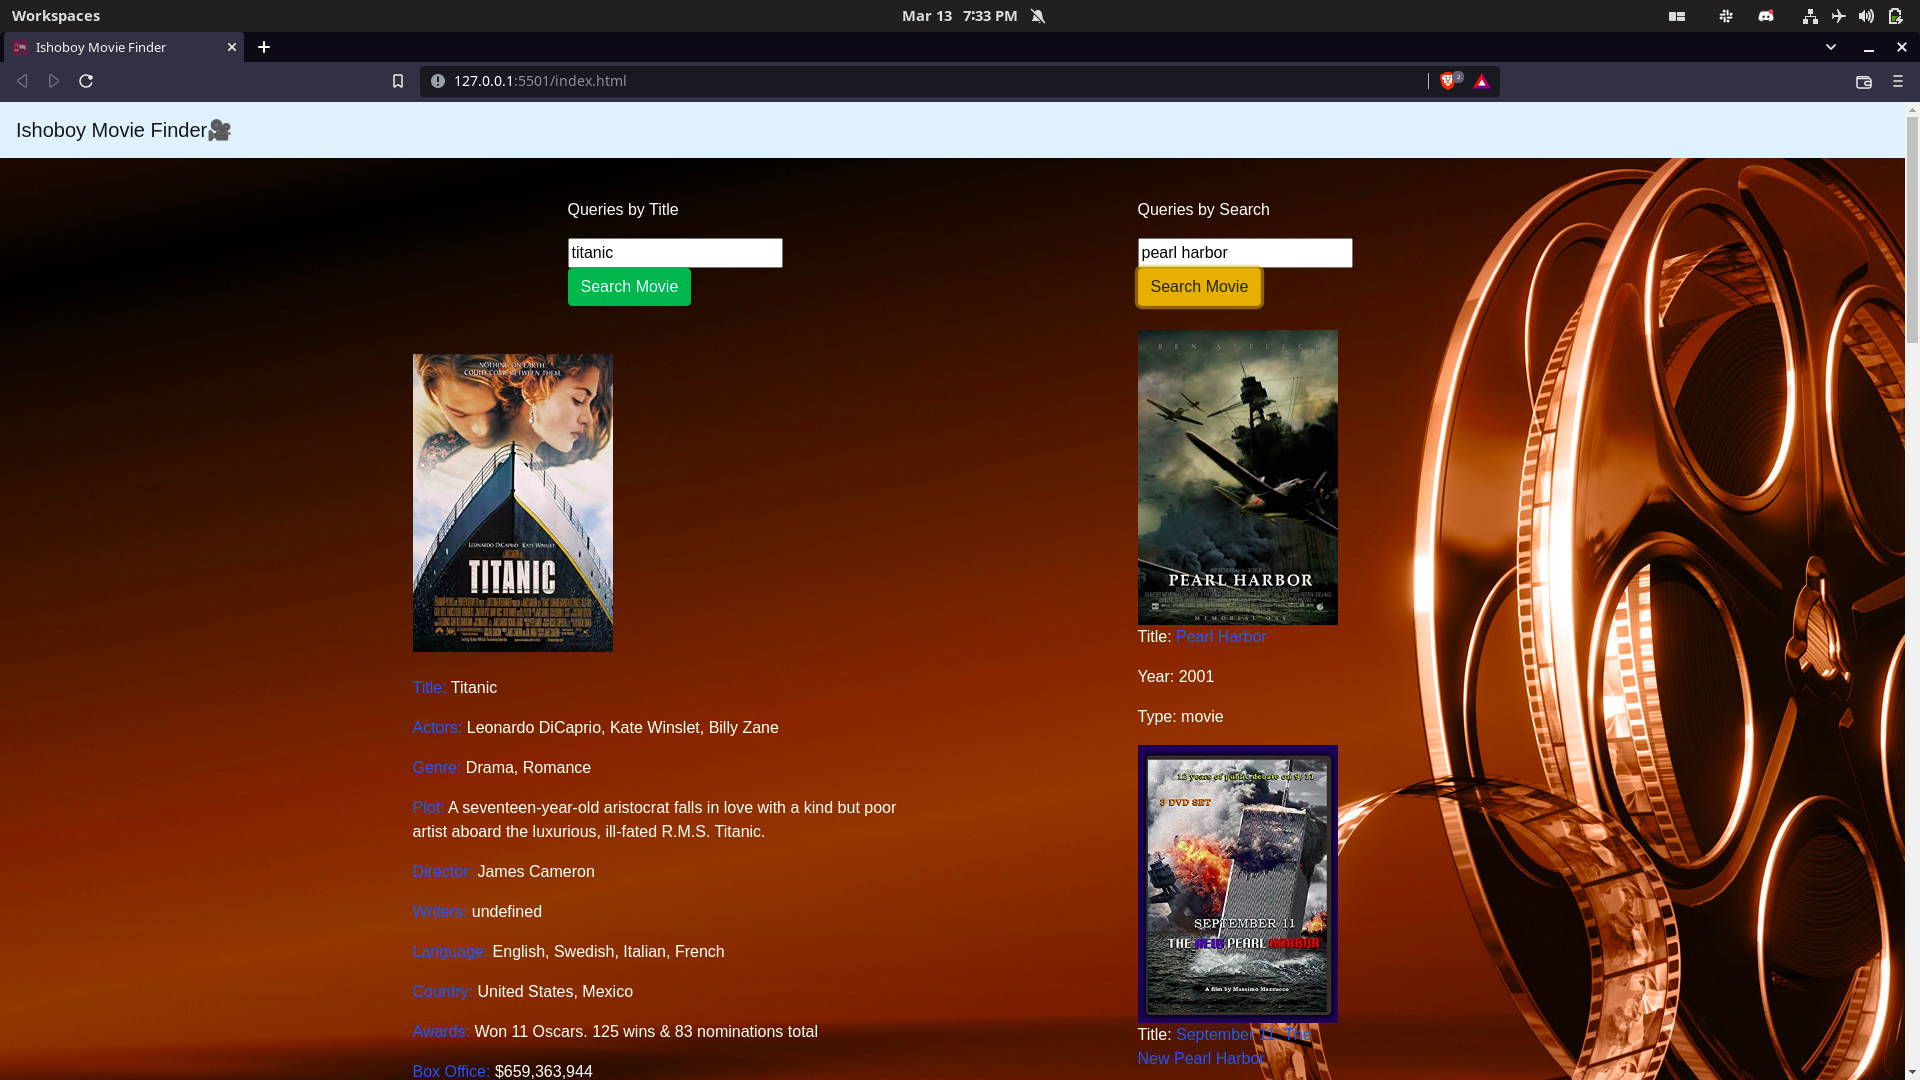 Workspaces
Mar 13 7:33 PM
Ishoboy Movie Finder
127.0.0.1:5501/index.html
2
Ishoboy Movie Finder
Queries by Title
titanic
Search Movie
NOTHING ON EARTH
COULD COME BETWEEN THEM.
LEONARDO DICAPRIO KATE WINSLET
TITANIC
Title: Titanic
Actors: Leonardo DiCaprio, Kate Winslet, Billy Zane
Genre: Drama, Romance
Plot: A seventeen-year-old aristocrat falls in love with a kind but poor
artist aboard the luxurious, ill-fated R.M.S. Titanic.
Director: James Cameron
Writers: undefined
Language: English, Swedish, Italian, French
Country: United States, Mexico
Awards: Won 11 Oscars. 125 wins & 83 nominations total
Box Office: $659,363,944
Queries by Search
pearl harbor
Search Movie
BEN AFFLECK
PEARL HARBOR
MEMORIAL DAY
Title: Pearl Harbor
Year: 2001
Type: movie
12 years of public debate on 9/11
3 DVD SET
SEPTEMBER 11
THE NEW PEARL HARBOR
A film by Massimo Mazzucco
Title: September 11: The
New Pearl Harbor